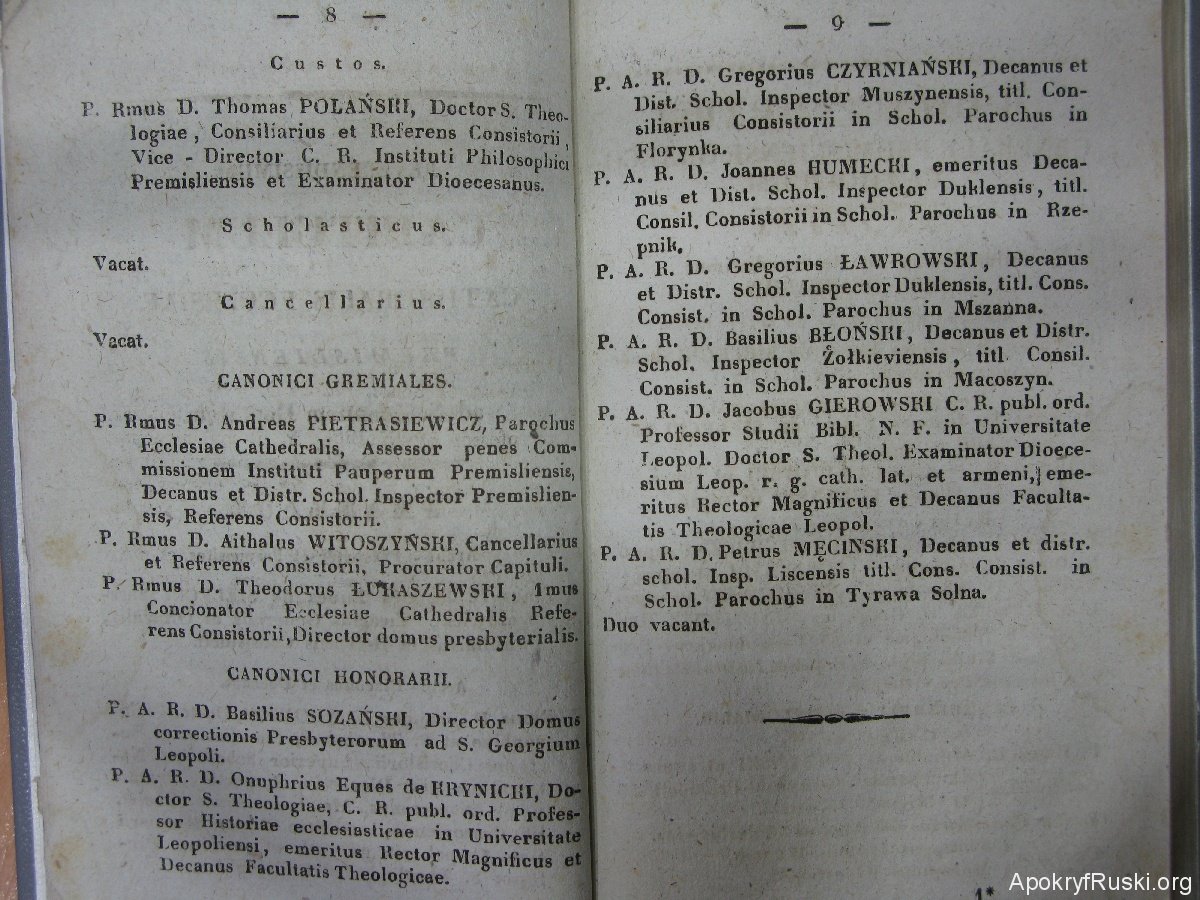 — 8 —
Custos.
P. Rmus D. Thomas POLAŃSKI, Doctor S. Theo-
logiae, Consiliarius et Referens Consistorii,
Vice - Director C. R. Instituti Philosophici
Premisliensis et Examinator Dioecesanus.
Scholasticus.
Vacat.
Cancellarius.
Vacat.
CANONICI GREMIALES.
P. Rmus D. Andreas PIETRASIEWICZ, Parochus
Ecclesiae Cathedralis, Assessor penes Com-
missionem Instituti Pauperum Premisliensis,
Decanus et Distr. Schol. Inspector Premislien-
sis, Referens Consistorii.
P. Rmus D. Aithalus WITOSZYŃSKI, Cancellarius
et Referens Consistorii, Procurator Capituli.
P. Rmus D. Theodorus ŁUKASZEWSKI, 1mus
Concionator Ecclesiae Cathedralis Refe-
rens Consistorii, Director domus presbyterialis.
CANONICI HONORARII.
P. A. R. D. Basilius SOZAŃSKI, Director Domus
correctionis Presbyterorum ad S. Georgium
Leopoli.
P. A. R. D. Onuphrius Eques de KRYNICKI, Do-
ctor S. Theologiae, C. R. publ. ord. Profes-
sor Historiae ecclesiasticae in Universitate
Leopoliensi, emeritus Rector Magnificus et
Decanus Facultatis Theologicae.
— 9 —
P. A. R. D. Gregorius CZYRNIAŃSKI, Decanus et
Dist. Schol. Inspector Muszynensis, titl. Con-
siliarius Consistorii in Schol. Parochus in
Florynka.
P. A. R. D. Joannes HUMECKI, emeritus Deca-
nus et Dist. Schol. Inspector Duklensis, titl.
Consil. Consistorii in Schol. Parochus in Rze-
pnik.
P. A. R. D. Gregorius ŁAWROWSKI, Decanus
et Distr. Schol. Inspector Duklensis, titl. Cons.
Consist. in Schol. Parochus in Mszanna.
P. A. R. D. Basilius BŁOŃSKI, Decanus et Distr.
Schol. Inspector Żołkieviensis, titl. Consil.
Consist. in Schol. Parochus in Macoszyn.
P. A. R. D. Jacobus GIEROWSKI C. R. publ. ord.
Professor Studii Bibl. N. F. in Universitate
Leopol. Doctor S. Theol. Examinator Dioece-
sium Leop. r. g. cath. lat. et armeni, eme-
ritus Rector Magnificus et Decanus Faculta-
tis Theologicae Leopol.
P. A. R. D. Petrus MĘCINSKI, Decanus et distr.
schol. Insp. Liscensis titl. Cons. Consist. in
Schol. Parochus in Tyrawa Solna.
Duo vacant.
1*
ApokryfRuski.org